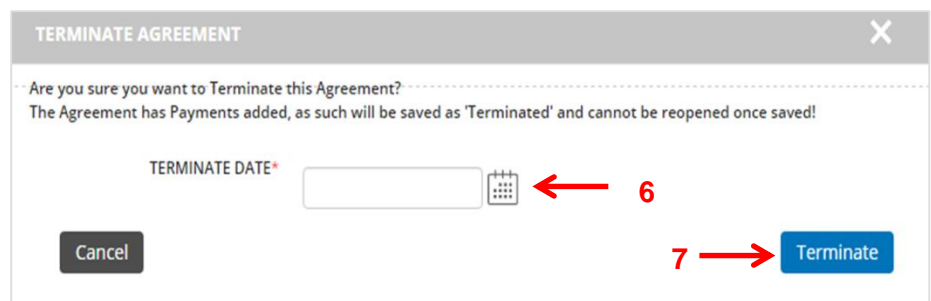 TERMINATE AGREEMENT
Are you sure you want to Terminate this Agreement?
The Agreement has Payments added, as such will be saved as 'Terminated' and cannot be reopened once saved!
TERMINATE DATE*
6
Cancel
7
Terminate